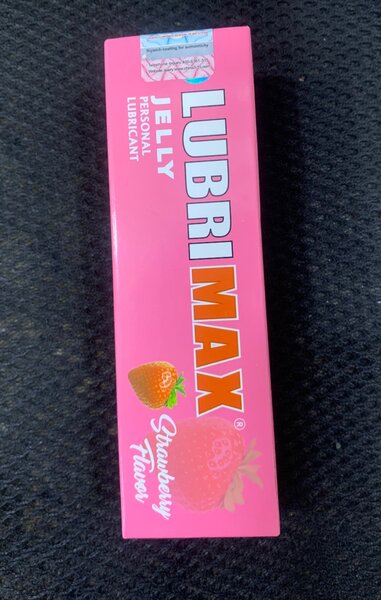 LUBRIMAX®
JELLY
PERSONAL
LUBRICANT
Strawberry
Flavor